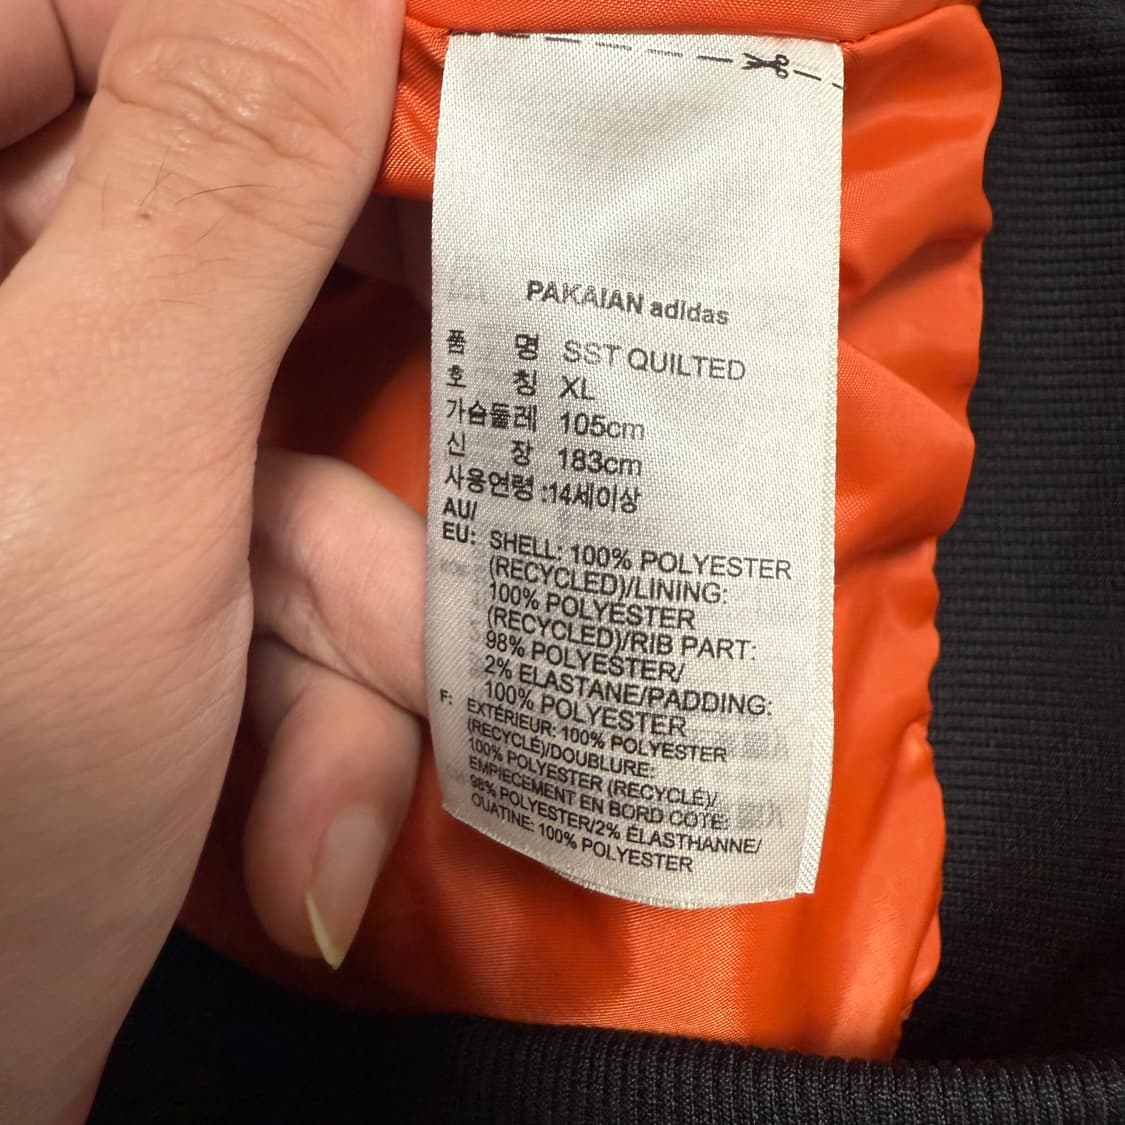 PAKAIAN adidas
품 명 SST QUILTED
호 칭 XL
가슴둘레 105cm
신 장 183cm
사용연령 :14세이상
AU/
EU: SHELL: 100% POLYESTER
(RECYCLED)/LINING:
100% POLYESTER
(RECYCLED)/RIB PART:
98% POLYESTER/
2% ELASTANE/PADDING:
100% POLYESTER
F: EXTÉRIEUR: 100% POLYESTER
(RECYCLÉ)/DOUBLURE:
100% POLYESTER (RECYCLÉ)/
EMPIECEMENT EN BORD COTE:
98% POLYESTER/2% ÉLASTHANNE/
OUATINE: 100% POLYESTER